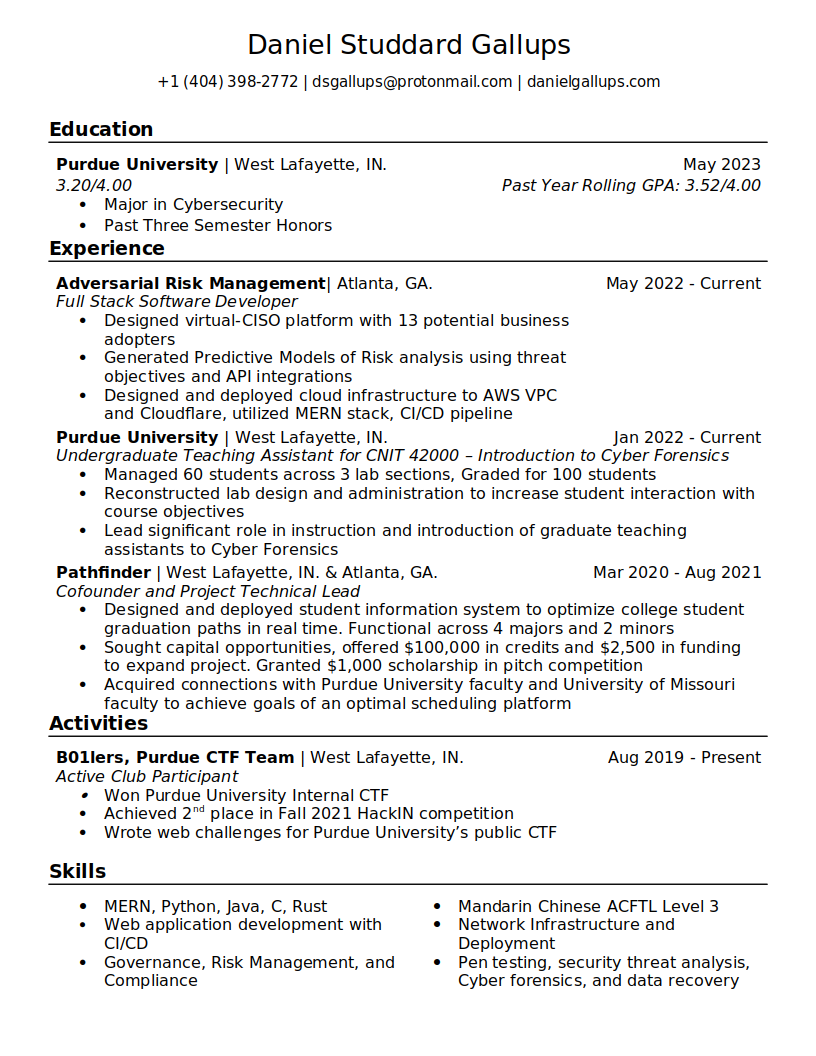 Daniel Studdard Gallups
+1 (404) 398-2772 | dsgallups@protonmail.com | danielgallups.com
Education
Purdue University | West Lafayette, IN. May 2023
3.20/4.00 Past Year Rolling GPA: 3.52/4.00
• Major in Cybersecurity
• Past Three Semester Honors
Experience
Adversarial Risk Management| Atlanta, GA. May 2022 - Current
Full Stack Software Developer
• Designed virtual-CISO platform with 13 potential business
adopters
• Generated Predictive Models of Risk analysis using threat
objectives and API integrations
• Designed and deployed cloud infrastructure to AWS VPC
and Cloudflare, utilized MERN stack, CI/CD pipeline
Purdue University | West Lafayette, IN. Jan 2022 - Current
Undergraduate Teaching Assistant for CNIT 42000 – Introduction to Cyber Forensics
• Managed 60 students across 3 lab sections, Graded for 100 students
• Reconstructed lab design and administration to increase student interaction with
course objectives
• Lead significant role in instruction and introduction of graduate teaching
assistants to Cyber Forensics
Pathfinder | West Lafayette, IN. & Atlanta, GA. Mar 2020 - Aug 2021
Cofounder and Project Technical Lead
• Designed and deployed student information system to optimize college student
graduation paths in real time. Functional across 4 majors and 2 minors
• Sought capital opportunities, offered $100,000 in credits and $2,500 in funding
to expand project. Granted $1,000 scholarship in pitch competition
• Acquired connections with Purdue University faculty and University of Missouri
faculty to achieve goals of an optimal scheduling platform
Activities
B01lers, Purdue CTF Team | West Lafayette, IN. Aug 2019 - Present
Active Club Participant
• Won Purdue University Internal CTF
• Achieved 2nd place in Fall 2021 HackIN competition
• Wrote web challenges for Purdue University’s public CTF
Skills
• MERN, Python, Java, C, Rust
• Web application development with
CI/CD
• Governance, Risk Management, and
Compliance
• Mandarin Chinese ACFTL Level 3
• Network Infrastructure and
Deployment
• Pen testing, security threat analysis,
Cyber forensics, and data recovery